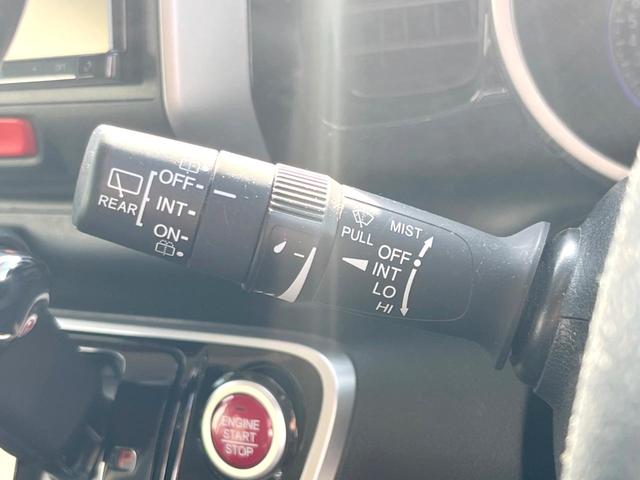 OFF
REAR
INT
ON
MIST
PULL
OFF
INT
LO
HI
ENGINE
START
STOP